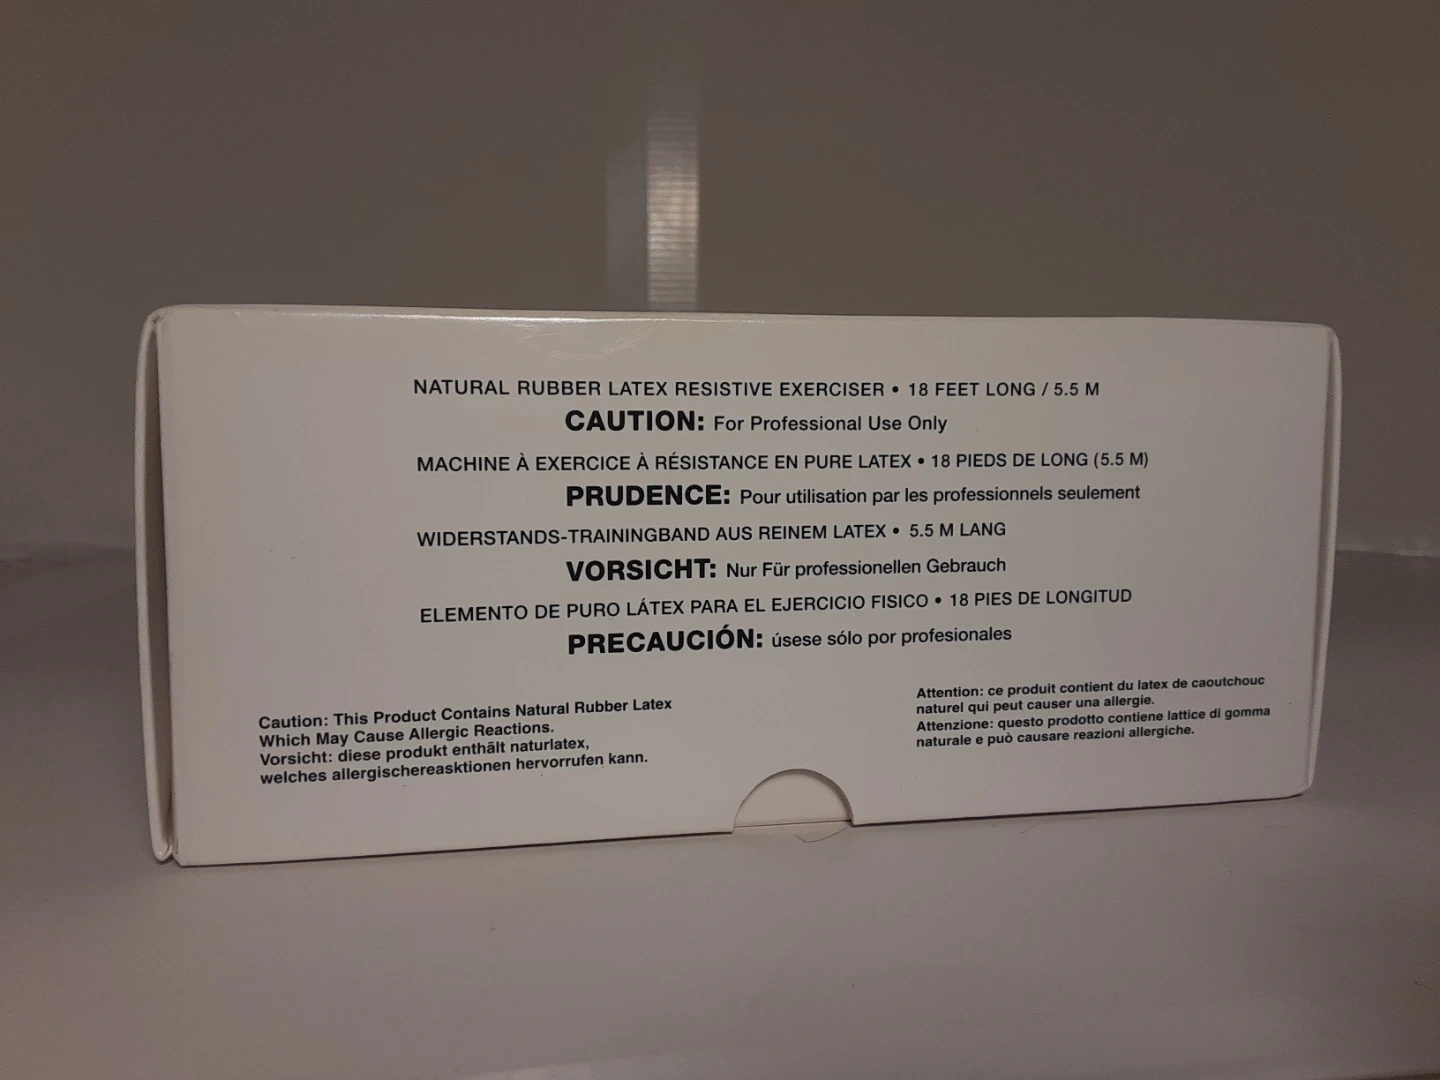 NATURAL RUBBER LATEX RESISTIVE EXERCISER • 18 FEET LONG / 5.5 M
CAUTION: For Professional Use Only
MACHINE À EXERCICE À RÉSISTANCE EN PURE LATEX • 18 PIEDS DE LONG (5.5 M)
PRUDENCE: Pour utilisation par les professionnels seulement
WIDERSTANDS-TRAININGBAND AUS REINEM LATEX • 5.5 M LANG
VORSICHT: Nur Für professionellen Gebrauch
ELEMENTO DE PURO LÁTEX PARA EL EJERCICIO FISICO • 18 PIES DE LONGITUD
PRECAUCIÓN: úsese sólo por profesionales
Caution: This Product Contains Natural Rubber Latex
Which May Cause Allergic Reactions.
Vorsicht: diese produkt enthãlt naturlatex,
welches allergischereasktionen hervorrufen kann.
Attention: ce produit contient du latex de caoutchouc
naturel qui peut causer una allergie.
Attenzione: questo prodotto contiene lattice di gomma
naturale e può causare reazioni allergiche.